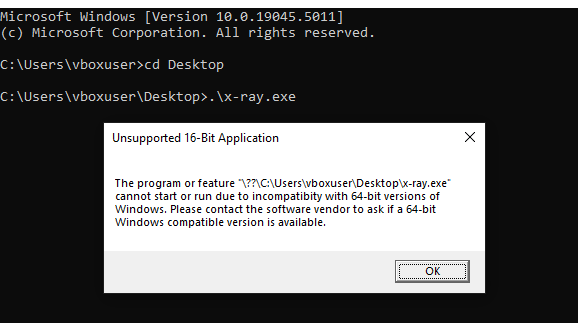 Microsoft Windows [Version 10.0.19045.5011]
(c) Microsoft Corporation. All rights reserved.
C:\Users\vboxuser>cd Desktop
C:\Users\vboxuser\Desktop>.\x-ray.exe
Unsupported 16-Bit Application
The program or feature "\??\C:\Users\vboxuser\Desktop\x-ray.exe"
cannot start or run due to incompatibity with 64-bit versions of
Windows. Please contact the software vendor to ask if a 64-bit
Windows compatible version is available.
OK